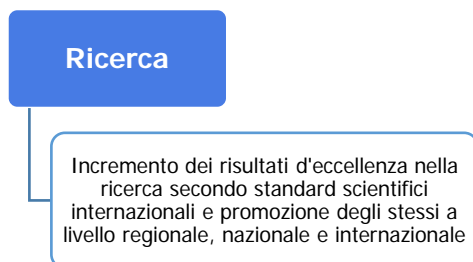 Ricerca
Incremento dei risultati d'eccellenza nella
ricerca secondo standard scientifici
internazionali e promozione degli stessi a
livello regionale, nazionale e internazionale